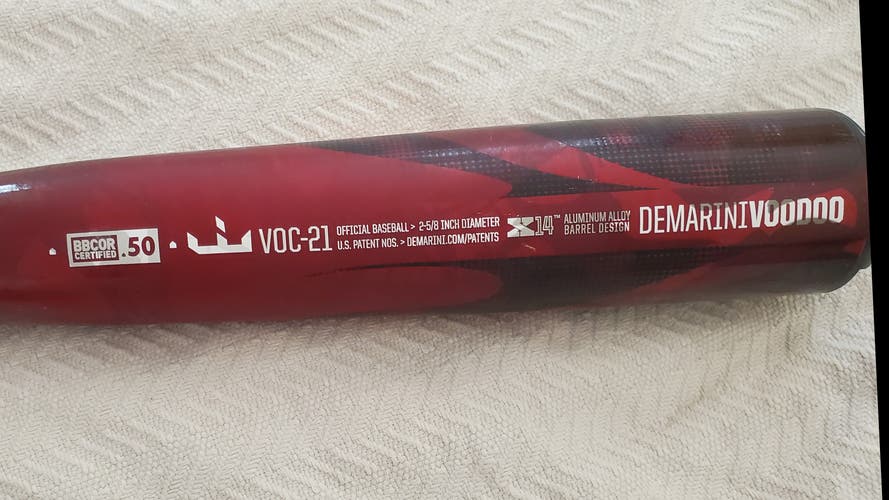 BBCOR
CERTIFIED
.50
VOC-21
OFFICIAL BASEBALL > 2-5/8 INCH DIAMETER
U.S. PATENT NOS. > DEMARINI.COM/PATENTS
X14™
ALUMINUM ALLOY
BARREL DESIGN
DEMARINIVOODOO